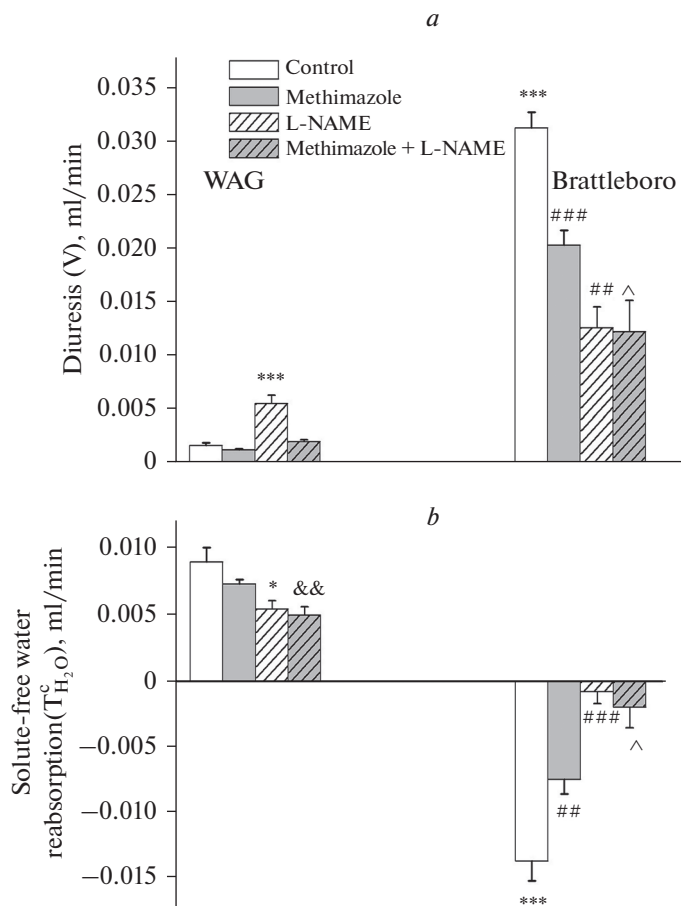 a
0.035
0.030
0.025
0.020
0.015
0.010
0.005
0
Diuresis (V), ml/min
Control
Methimazole
L-NAME
Methimazole + L-NAME
WAG
Brattleboro
***
***
###
##
^
b
0.010
0.005
0
−0.005
−0.010
−0.015
Solute-free water
reabsorption(T^c_{H_2O}), ml/min
*
&&
***
##
###
^